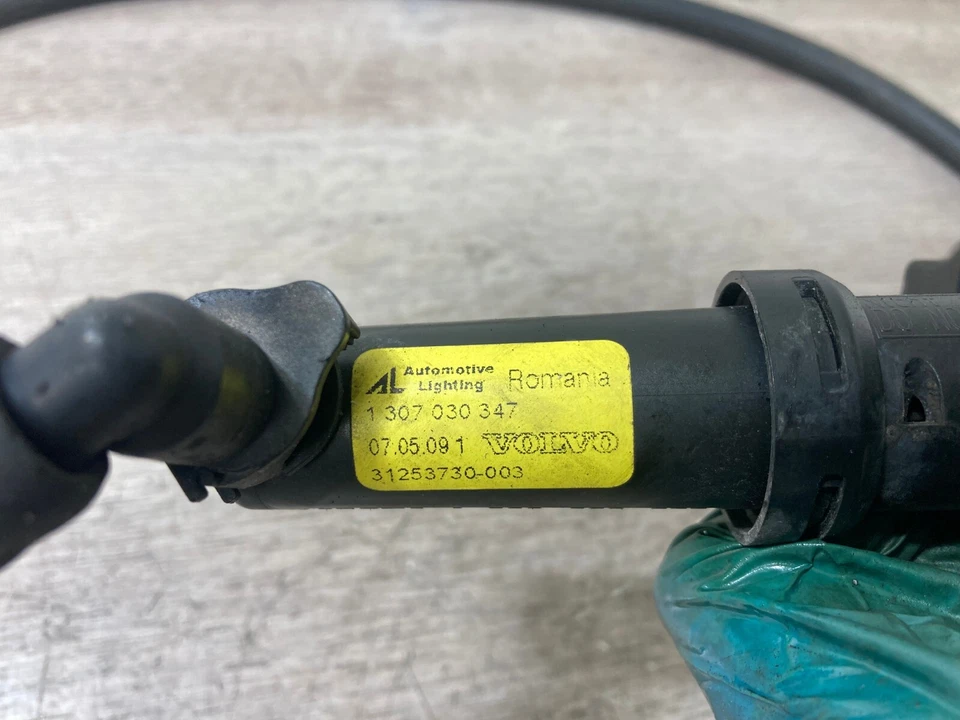 AL Automotive Lighting Romania
1 307 030 347
07.05.09 1 VOLVO
31253730-003